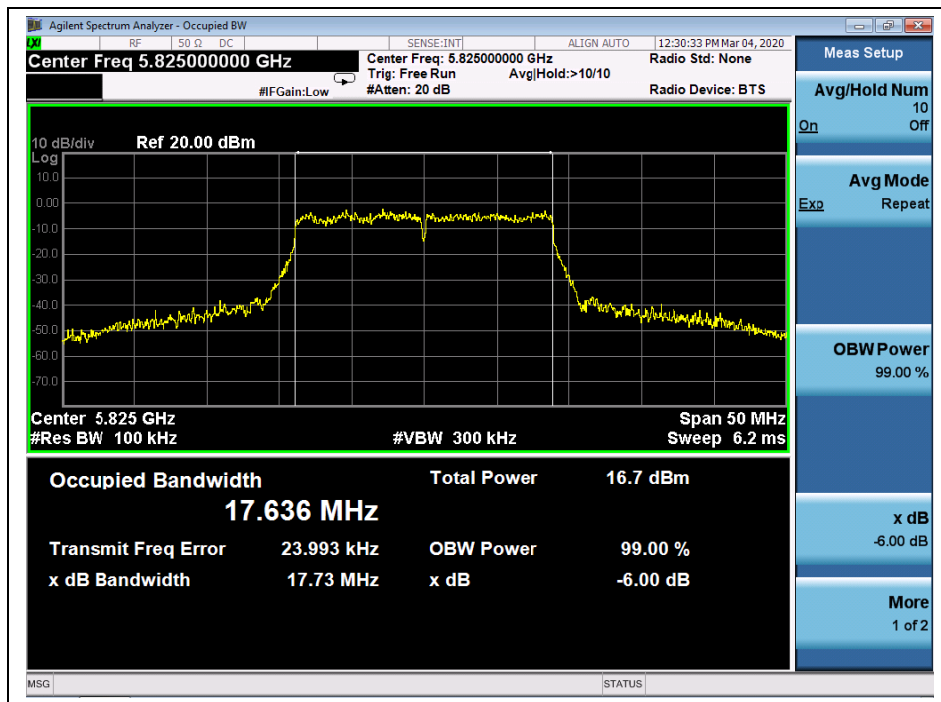 Agilent Spectrum Analyzer - Occupied BW
LXI RF 50 Ω DC SENSE:INT ALIGN AUTO 12:30:33 PM Mar 04, 2020
Center Freq 5.825000000 GHz
Center Freq: 5.825000000 GHz
Radio Std: None
Trig: Free Run Avg|Hold:>10/10
#IFGain:Low #Atten: 20 dB
Radio Device: BTS
10 dB/div Ref 20.00 dBm
Log
10.0
0.00
-10.0
-20.0
-30.0
-40.0
-50.0
-60.0
-70.0
Center 5.825 GHz Span 50 MHz
#Res BW 100 kHz #VBW 300 kHz Sweep 6.2 ms
Occupied Bandwidth Total Power 16.7 dBm
17.636 MHz
Transmit Freq Error 23.993 kHz OBW Power 99.00 %
x dB Bandwidth 17.73 MHz x dB -6.00 dB
Meas Setup
Avg/Hold Num
10
On Off
Avg Mode
Exp Repeat
OBW Power
99.00 %
x dB
-6.00 dB
More
1 of 2
MSG STATUS